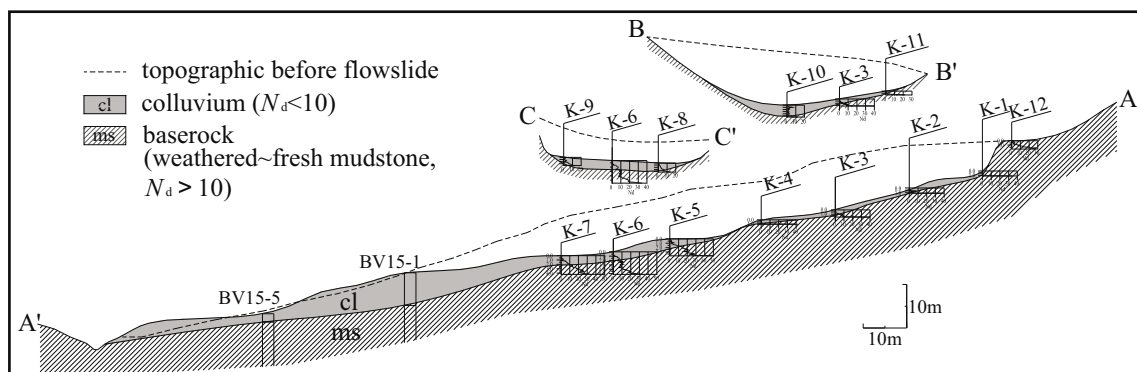 topographic before flowslide
cl colluvium (Nd<10)
ms baserock
(weathered~fresh mudstone,
Nd > 10)
B
B'
K-11
K-10
K-3
C
C'
K-9
K-6
K-8
A
K-1
K-12
K-2
K-3
K-4
K-5
K-6
K-7
BV15-1
BV15-5
A'
cl
ms
10m
10m